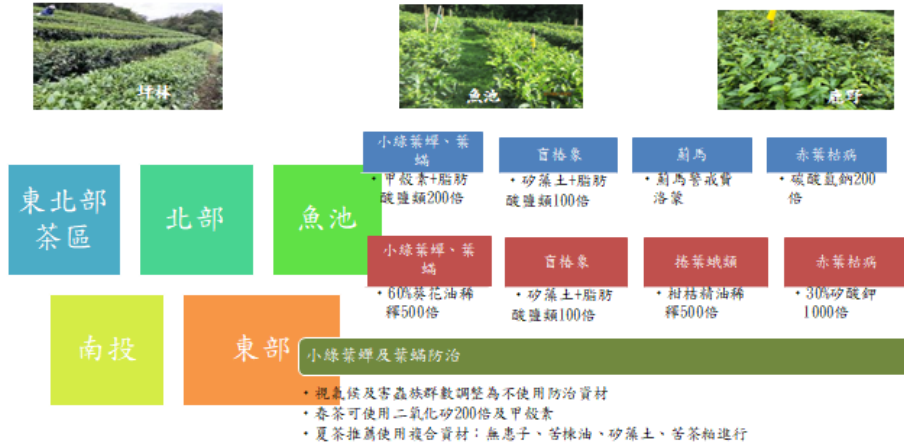 坪林
魚池
鹿野
小綠葉蟬、葉
蟎
盲椿象
薊馬
赤葉枯病
・甲殼素+脂肪
酸鹽類200倍
・矽藻土+脂肪
酸鹽類100倍
・薊馬警戒費
洛蒙
・碳酸氫鈉200
倍
東北部
茶區
北部
魚池
小綠葉蟬、葉
蟎
盲椿象
捲葉蛾類
赤葉枯病
・60%葵花油稀
釋500倍
・矽藻土+脂肪
酸鹽類100倍
・柑桔精油稀
釋500倍
・30%矽酸鉀
1000倍
南投
東部
小綠葉蟬及葉蟎防治
・視氣候及害蟲族群數調整為不使用防治資材
・春茶可使用二氧化矽200倍及甲殼素
・夏茶推薦使用複合資材：無患子、苦楝油、矽藻土、苦茶粕進行